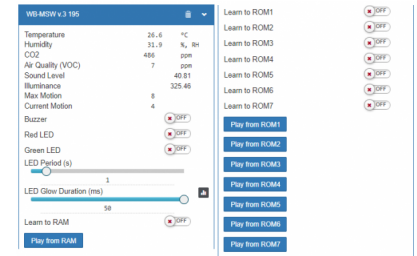 WB-MSW v.3 195
Temperature 26.6 °C
Humidity 31.9 %, RH
CO2 486 ppm
Air Quality (VOC) 7 ppm
Sound Level 40.81
Illuminance 325.46
Max Motion 8
Current Motion 4
Buzzer OFF
Red LED OFF
Green LED OFF
LED Period (s)
1
LED Glow Duration (ms)
50
Learn to RAM OFF
Play from RAM
Learn to ROM1 OFF
Learn to ROM2 OFF
Learn to ROM3 OFF
Learn to ROM4 OFF
Learn to ROM5 OFF
Learn to ROM6 OFF
Learn to ROM7 OFF
Play from ROM1
Play from ROM2
Play from ROM3
Play from ROM4
Play from ROM5
Play from ROM6
Play from ROM7